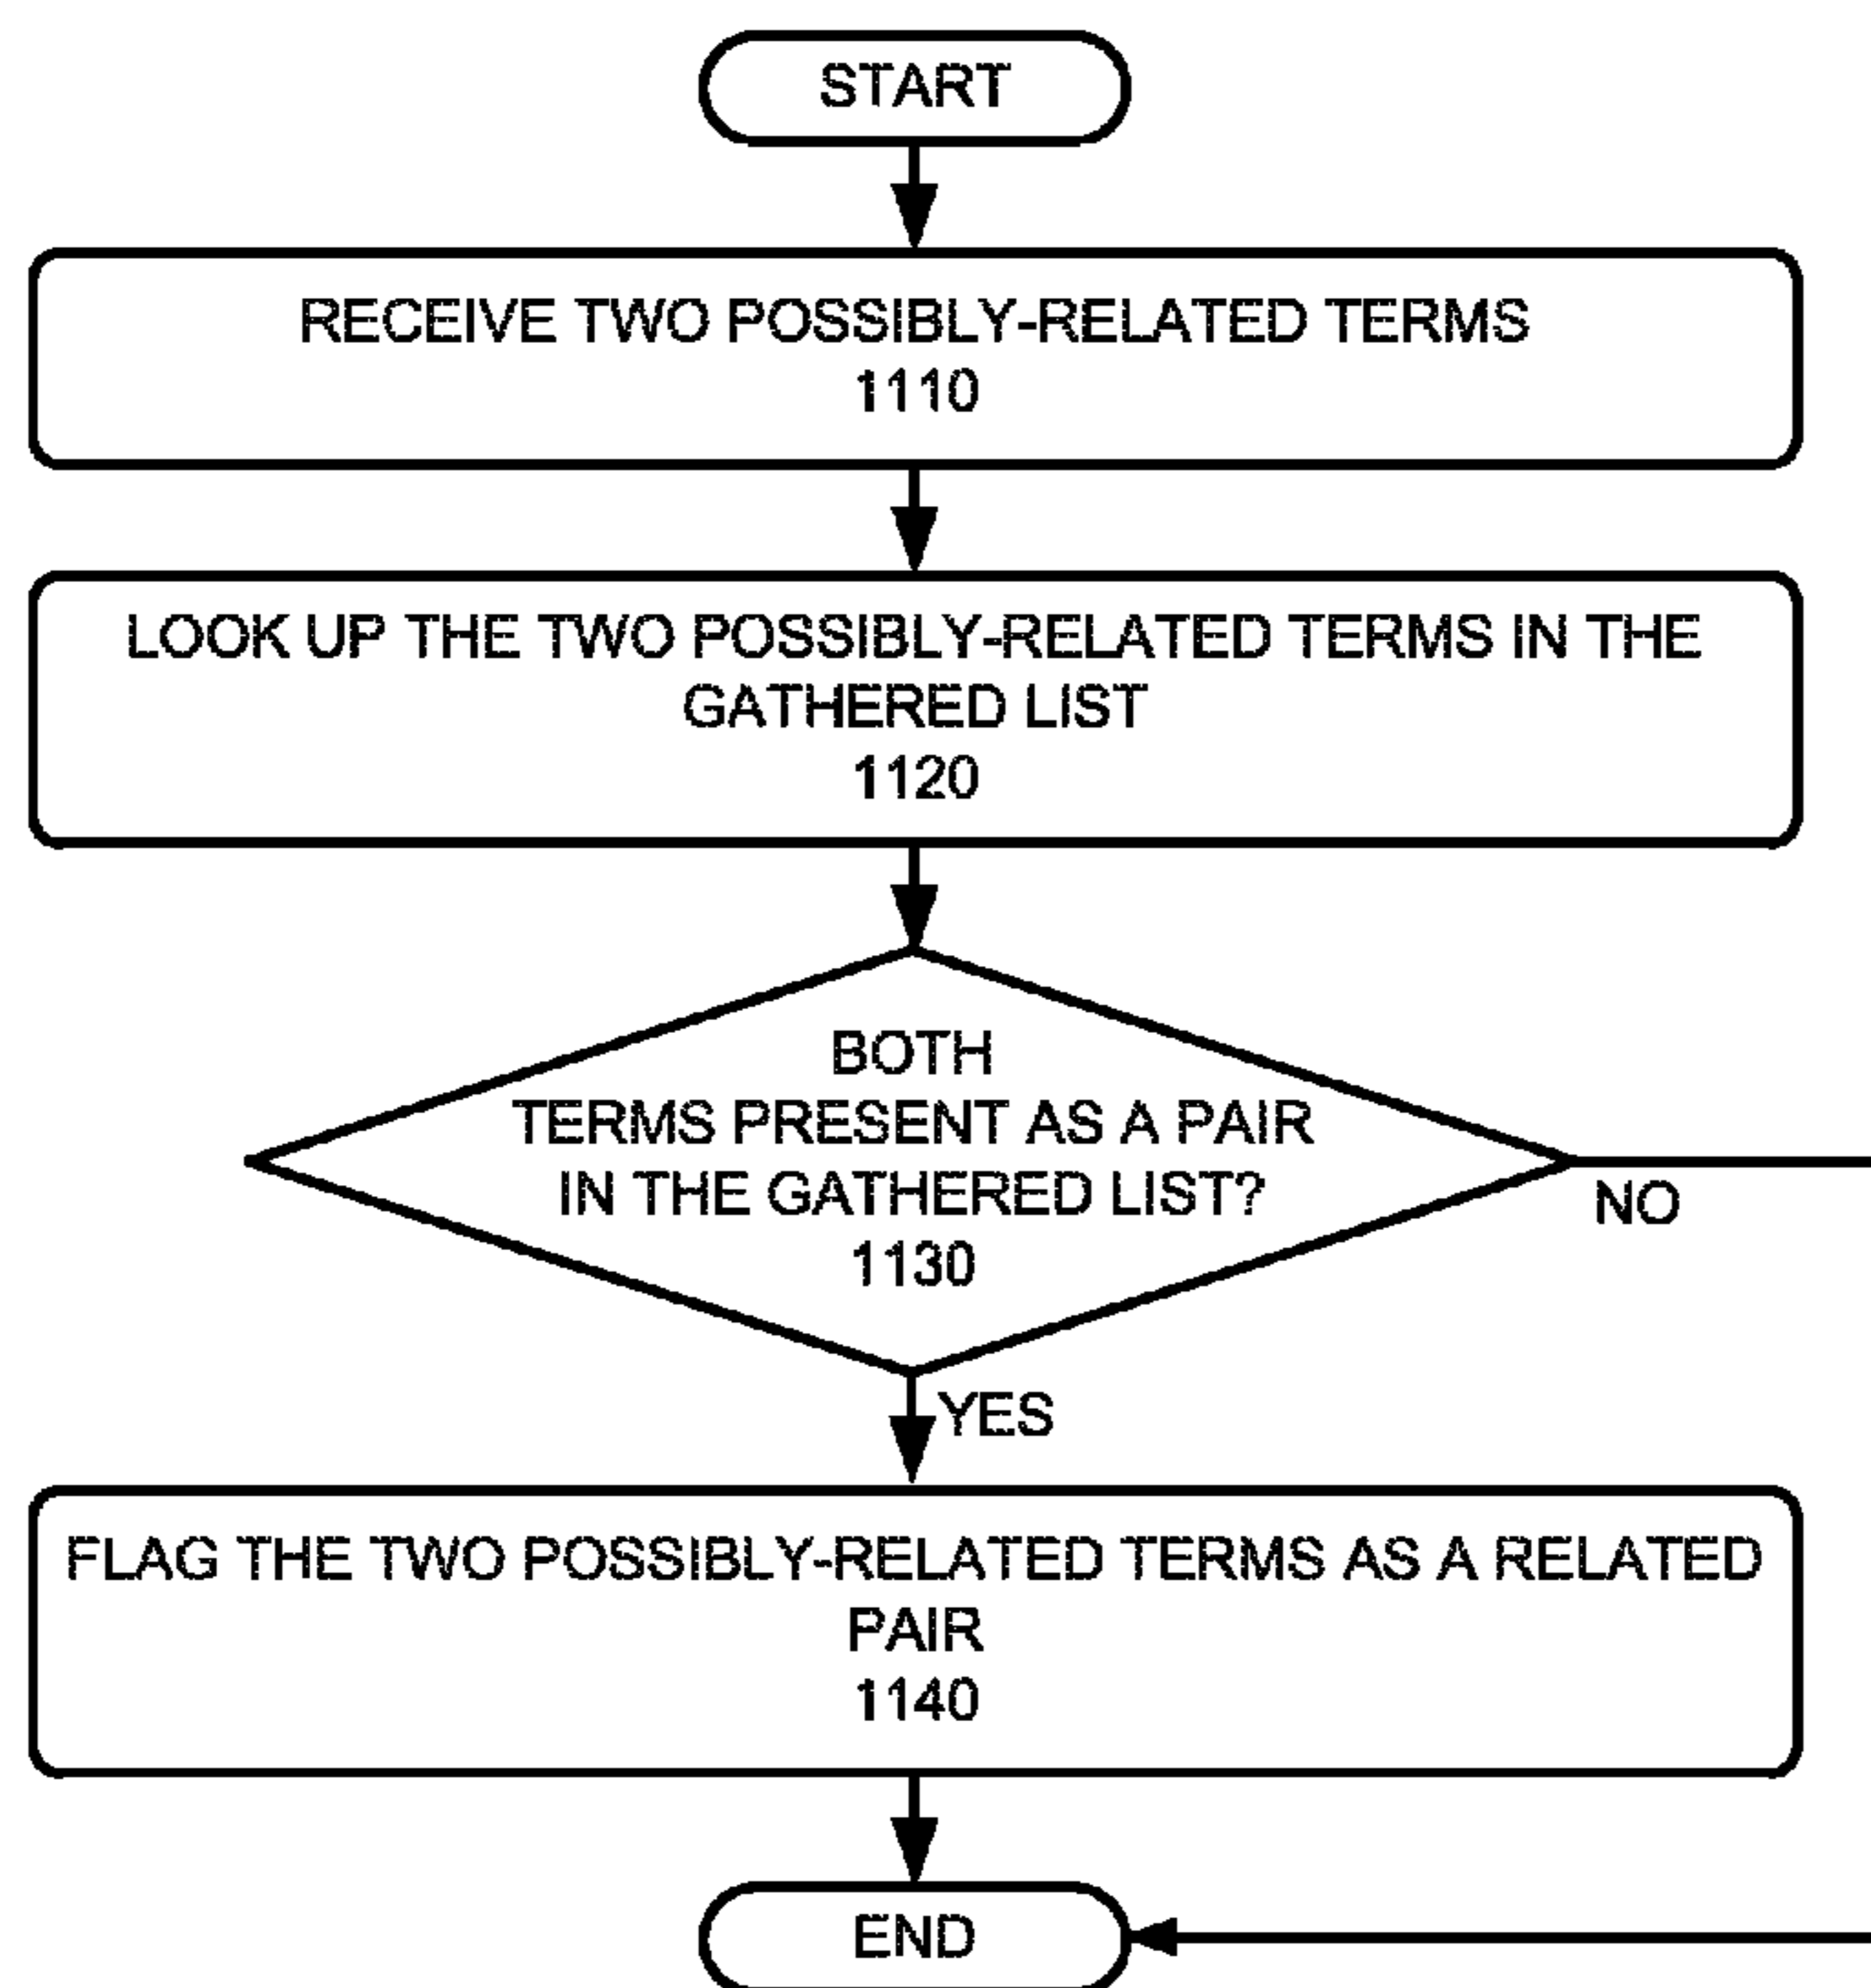 START
RECEIVE TWO POSSIBLY-RELATED TERMS
1110
LOOK UP THE TWO POSSIBLY-RELATED TERMS IN THE
GATHERED LIST
1120
BOTH
TERMS PRESENT AS A PAIR
IN THE GATHERED LIST?
1130
NO
YES
FLAG THE TWO POSSIBLY-RELATED TERMS AS A RELATED
PAIR
1140
END